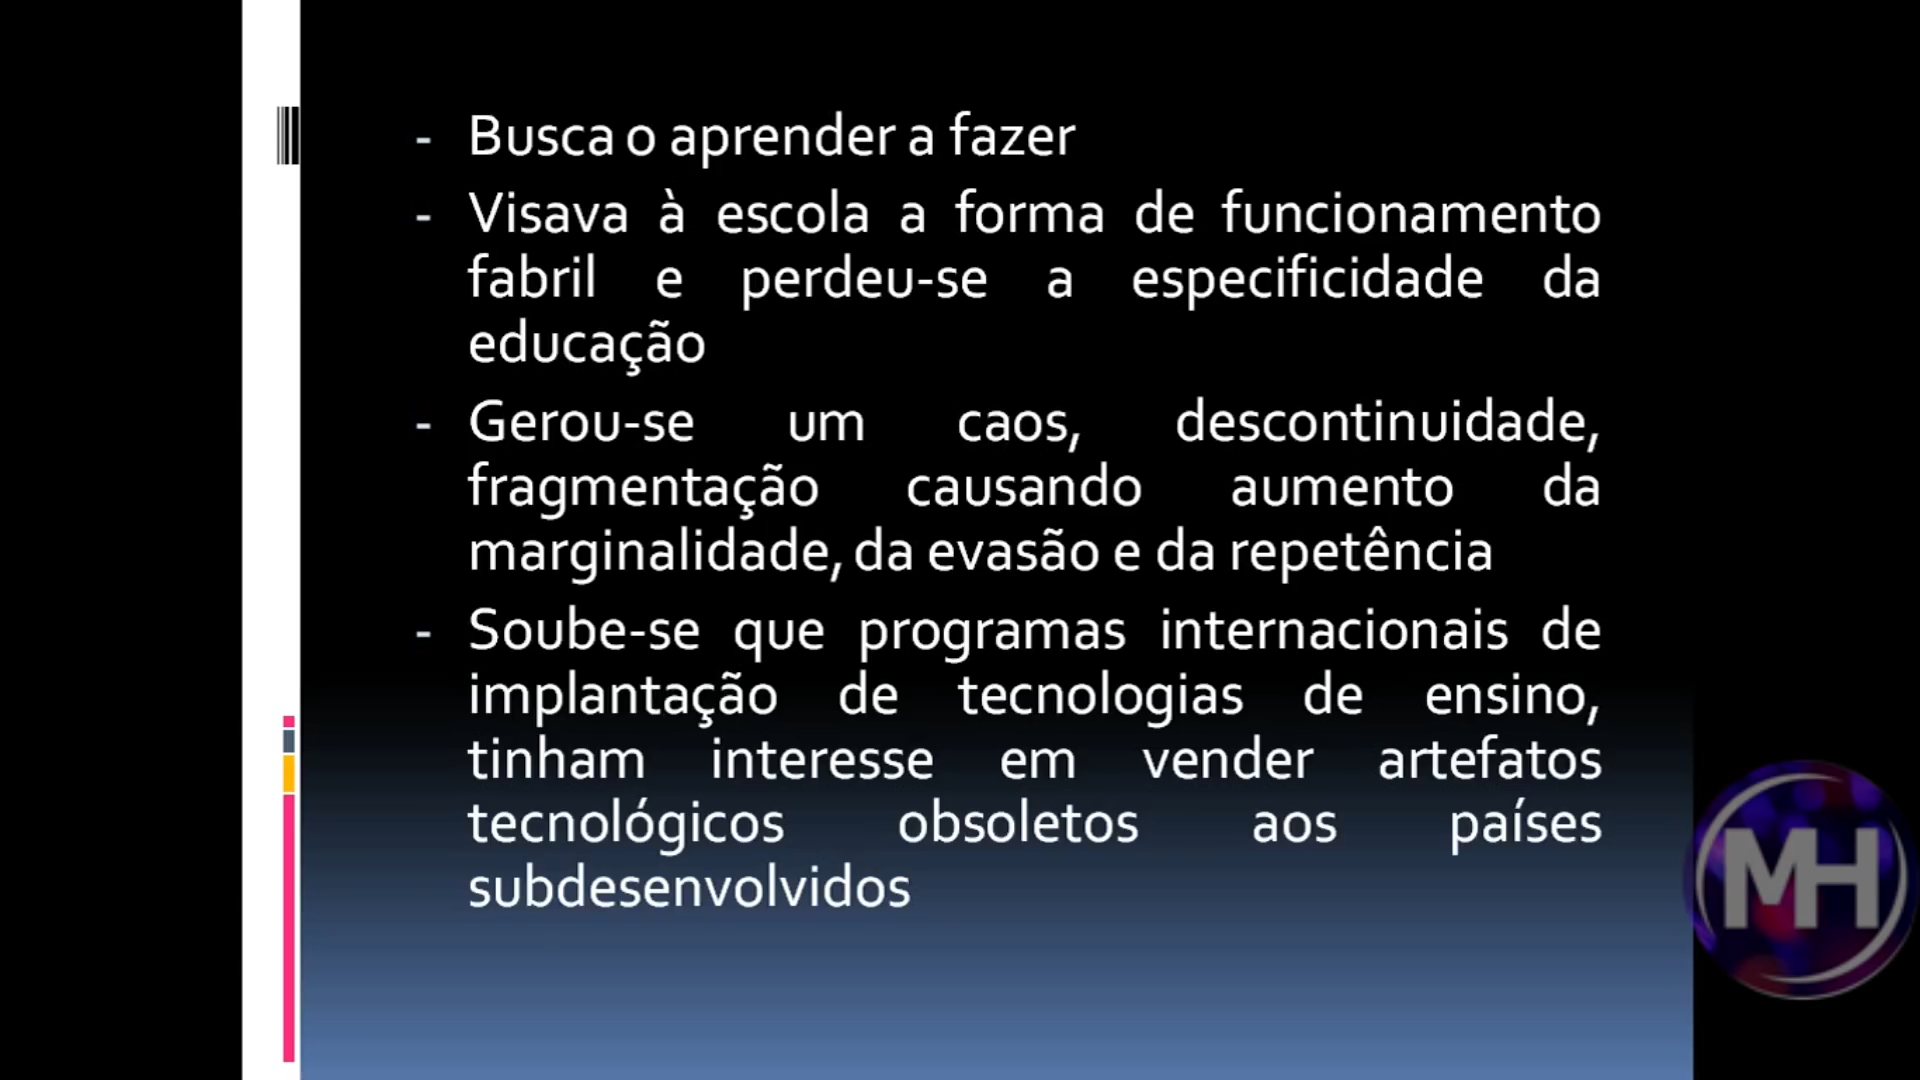 - Busca o aprender a fazer
- Visava à escola a forma de funcionamento
fabril e perdeu-se a especificidade da
educação
- Gerou-se um caos, descontinuidade,
fragmentação causando aumento da
marginalidade, da evasão e da repetência
- Soube-se que programas internacionais de
implantação de tecnologias de ensino,
tinham interesse em vender artefatos
tecnológicos obsoletos aos países
subdesenvolvidos
MH